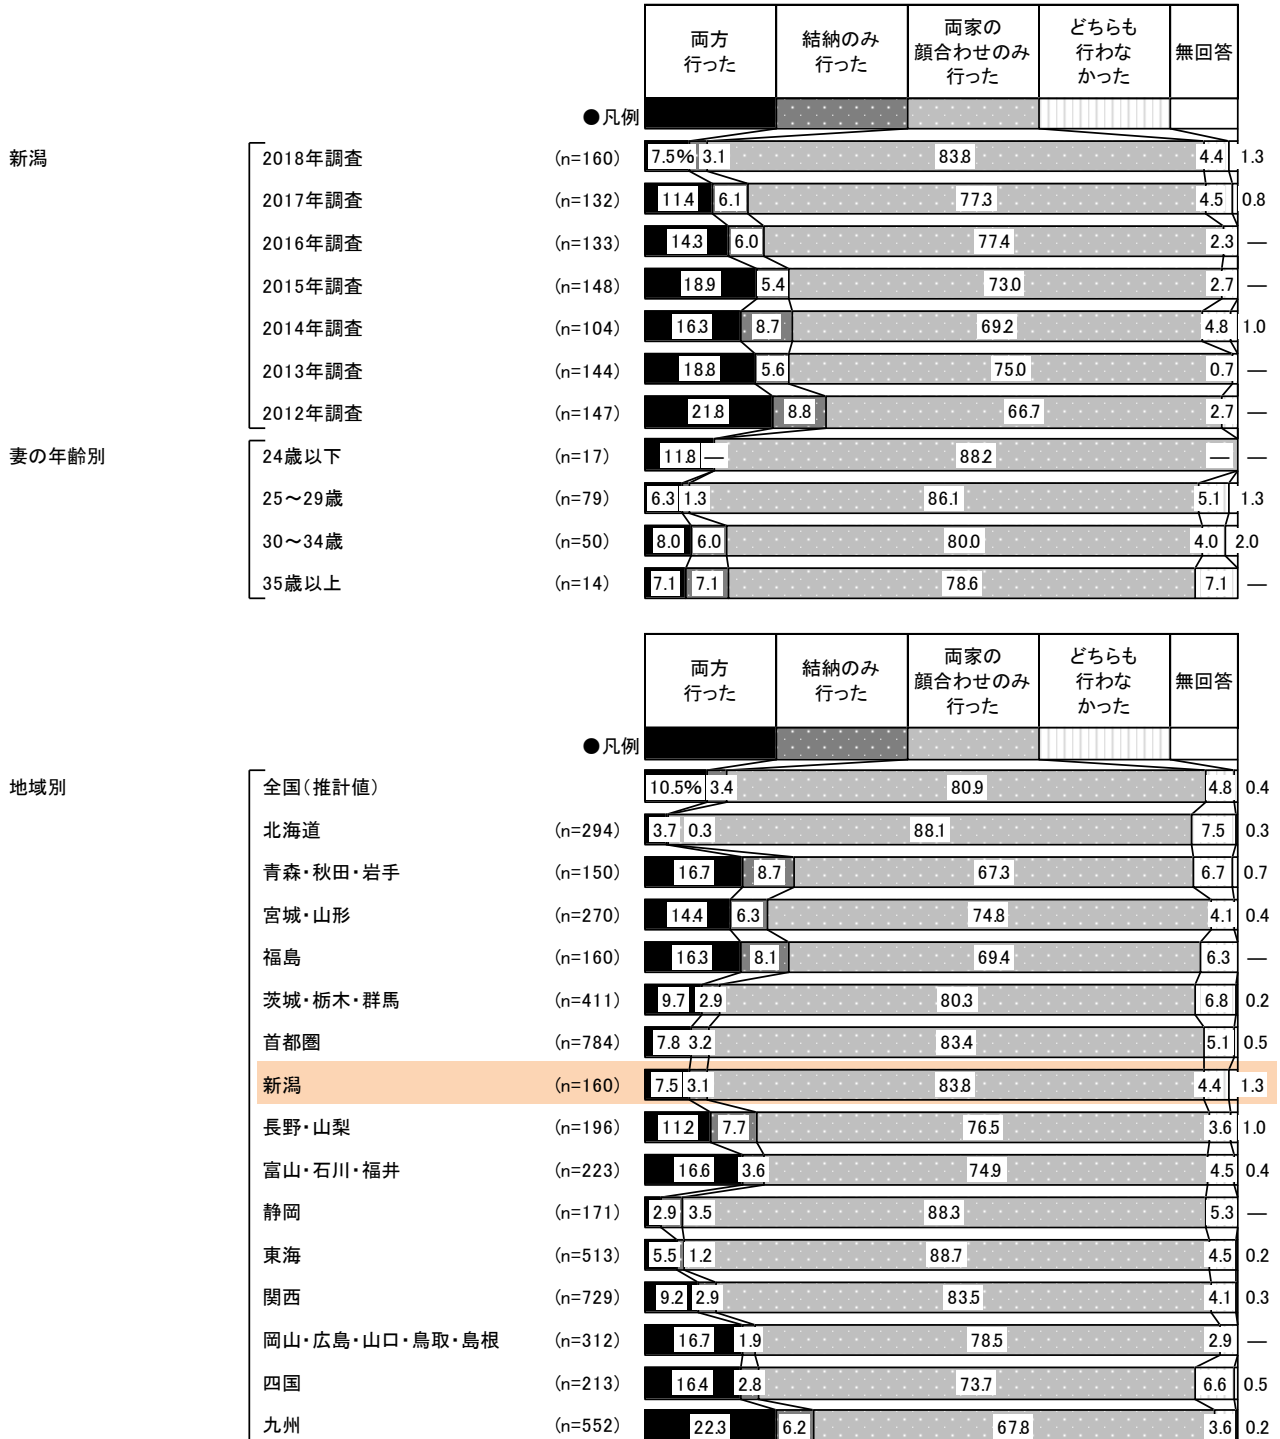 両方
行った
結納のみ
行った
両家の
顔合わせのみ
行った
どちらも
行わな
かった
無回答
●凡例
新潟 2018年調査 (n=160) 7.5% 3.1 83.8 4.4 1.3
2017年調査 (n=132) 11.4 6.1 77.3 4.5 0.8
2016年調査 (n=133) 14.3 6.0 77.4 2.3 —
2015年調査 (n=148) 18.9 5.4 73.0 2.7 —
2014年調査 (n=104) 16.3 8.7 69.2 4.8 1.0
2013年調査 (n=144) 18.8 5.6 75.0 0.7 —
2012年調査 (n=147) 21.8 8.8 66.7 2.7 —
妻の年齢別 24歳以下 (n=17) 11.8 — 88.2 — —
25～29歳 (n=79) 6.3 1.3 86.1 5.1 1.3
30～34歳 (n=50) 8.0 6.0 80.0 4.0 2.0
35歳以上 (n=14) 7.1 7.1 78.6 7.1 —
両方
行った
結納のみ
行った
両家の
顔合わせのみ
行った
どちらも
行わな
かった
無回答
●凡例
地域別 全国(推計値) 10.5% 3.4 80.9 4.8 0.4
北海道 (n=294) 3.7 0.3 88.1 7.5 0.3
青森・秋田・岩手 (n=150) 16.7 8.7 67.3 6.7 0.7
宮城・山形 (n=270) 14.4 6.3 74.8 4.1 0.4
福島 (n=160) 16.3 8.1 69.4 6.3 —
茨城・栃木・群馬 (n=411) 9.7 2.9 80.3 6.8 0.2
首都圏 (n=784) 7.8 3.2 83.4 5.1 0.5
新潟 (n=160) 7.5 3.1 83.8 4.4 1.3
長野・山梨 (n=196) 11.2 7.7 76.5 3.6 1.0
富山・石川・福井 (n=223) 16.6 3.6 74.9 4.5 0.4
静岡 (n=171) 2.9 3.5 88.3 5.3 —
東海 (n=513) 5.5 1.2 88.7 4.5 0.2
関西 (n=729) 9.2 2.9 83.5 4.1 0.3
岡山・広島・山口・鳥取・島根 (n=312) 16.7 1.9 78.5 2.9 —
四国 (n=213) 16.4 2.8 73.7 6.6 0.5
九州 (n=552) 22.3 6.2 67.8 3.6 0.2